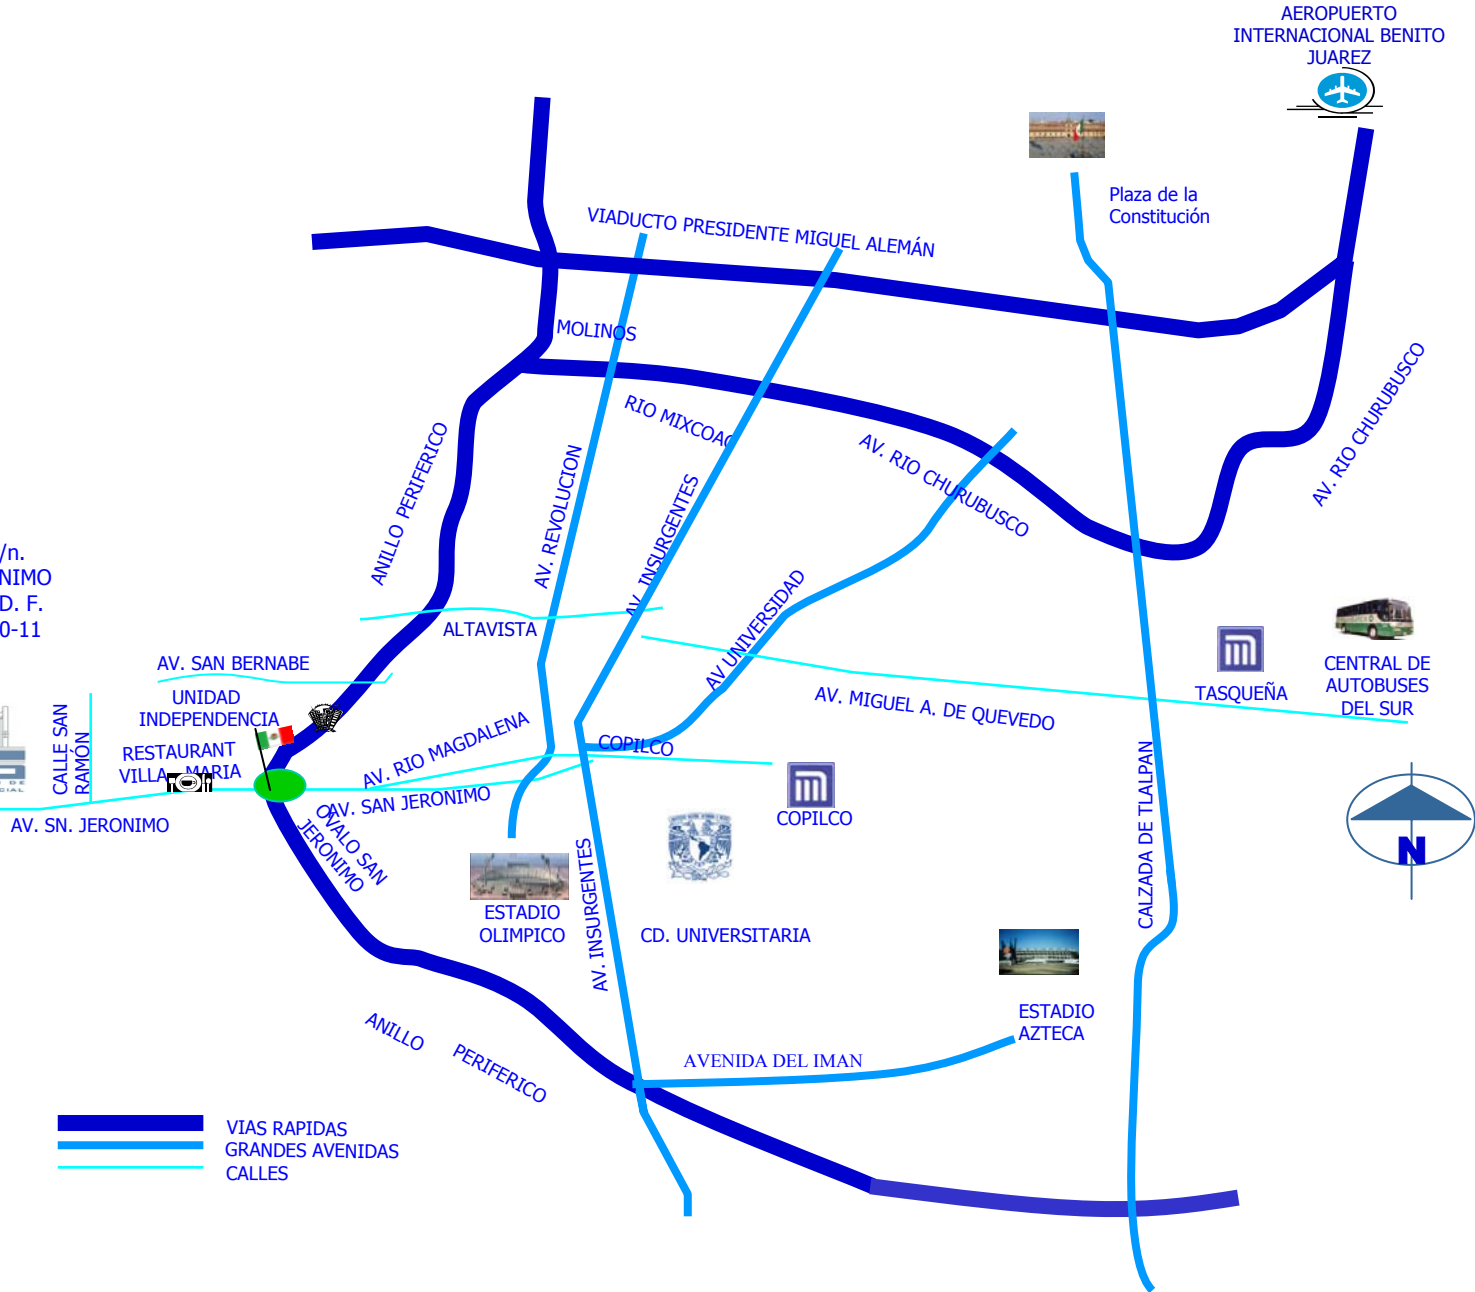 AEROPUERTO
INTERNACIONAL BENITO
JUAREZ
Plaza de la
Constitución
VIADUCTO PRESIDENTE MIGUEL ALEMÁN
MOLINOS
RIO MIXCOAC
AV. RIO CHURUBUSCO
AV. RIO CHURUBUSCO
ANILLO PERIFERICO
AV. REVOLUCION
AV. INSURGENTES
/n.
NIMO
D. F.
0-11
ALTAVISTA
AV UNIVERSIDAD
AV. SAN BERNABE
UNIDAD
INDEPENDENCIA
CALLE SAN
RAMÓN
RESTAURANT
VILLA MARIA
AV. RIO MAGDALENA
COPILCO
AV. MIGUEL A. DE QUEVEDO
TASQUEÑA
CENTRAL DE
AUTOBUSES
DEL SUR
AV. SAN JERONIMO
AV. SN. JERONIMO
OVALO SAN
JERONIMO
COPILCO
CALZADA DE TLALPAN
N
ESTADIO
OLIMPICO
AV. INSURGENTES
CD. UNIVERSITARIA
ESTADIO
AZTECA
ANILLO PERIFERICO
AVENIDA DEL IMAN
VIAS RAPIDAS
GRANDES AVENIDAS
CALLES